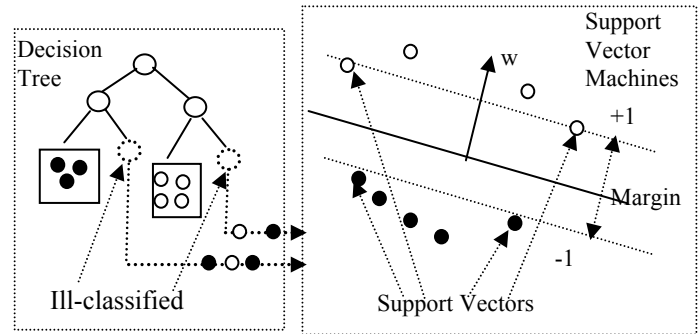 Decision
Tree
Ill-classified
Support
Vector
Machines
w
+1
Margin
-1
Support Vectors